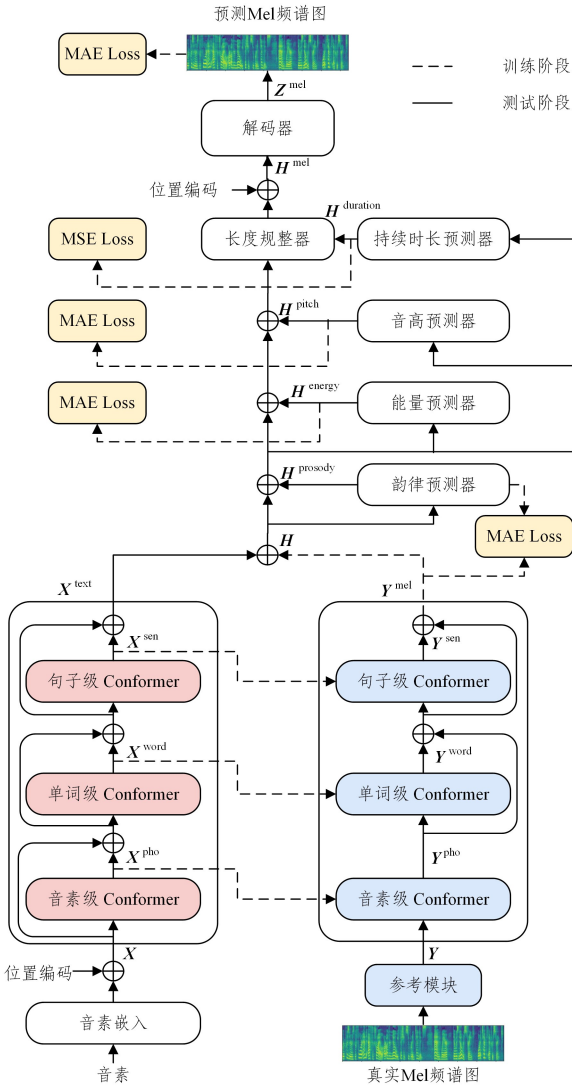 预测Mel频谱图
MAE Loss
训练阶段
Z mel
测试阶段
解码器
H mel
位置编码
H duration
MSE Loss
长度规整器
持续时长预测器
H pitch
MAE Loss
音高预测器
H energy
MAE Loss
能量预测器
H prosody
韵律预测器
MAE Loss
H
X text
Y mel
X sen
Y sen
句子级 Conformer
句子级 Conformer
X word
Y word
单词级 Conformer
单词级 Conformer
X pho
Y pho
音素级 Conformer
音素级 Conformer
X
Y
位置编码
参考模块
音素嵌入
音素
真实Mel频谱图